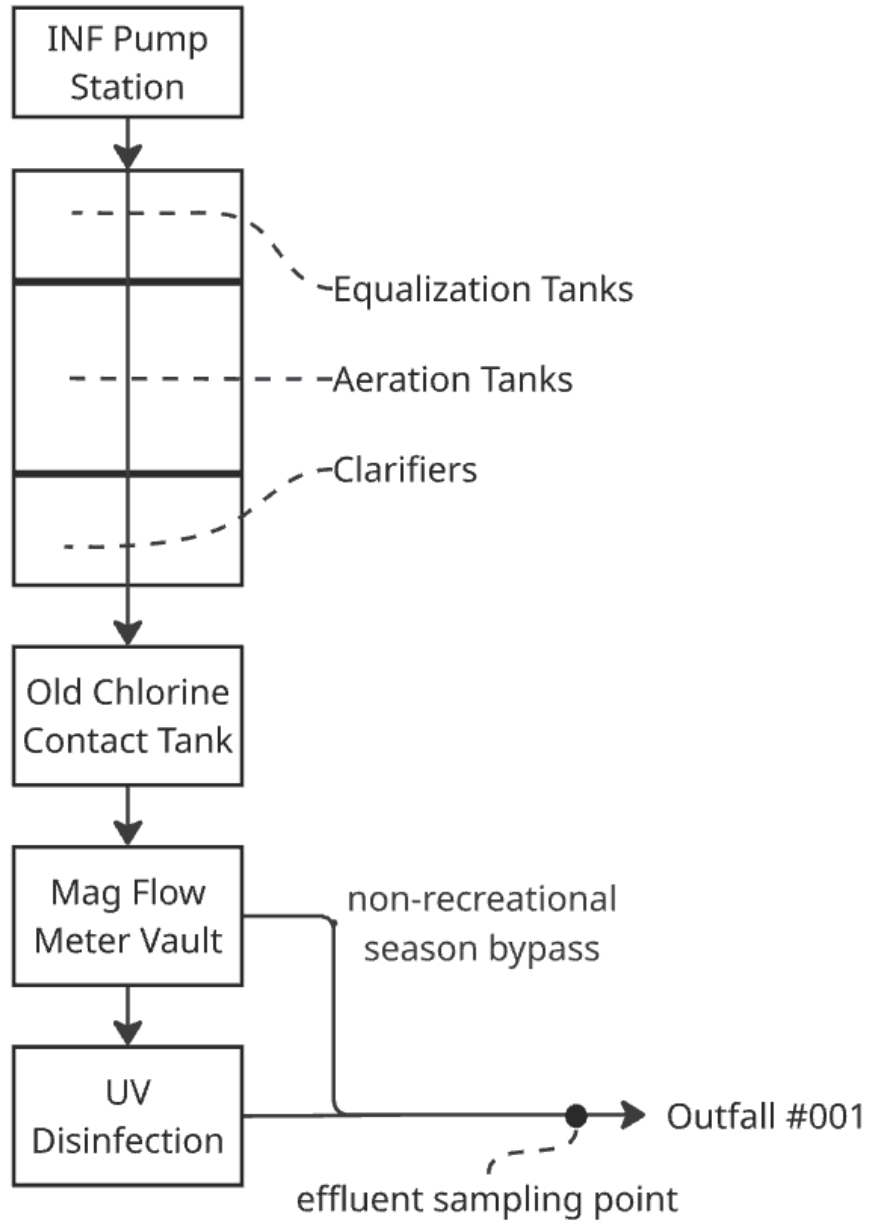 INF Pump
Station
Equalization Tanks
Aeration Tanks
Clarifiers
Old Chlorine
Contact Tank
Mag Flow
Meter Vault
non-recreational
season bypass
UV
Disinfection
Outfall #001
effluent sampling point